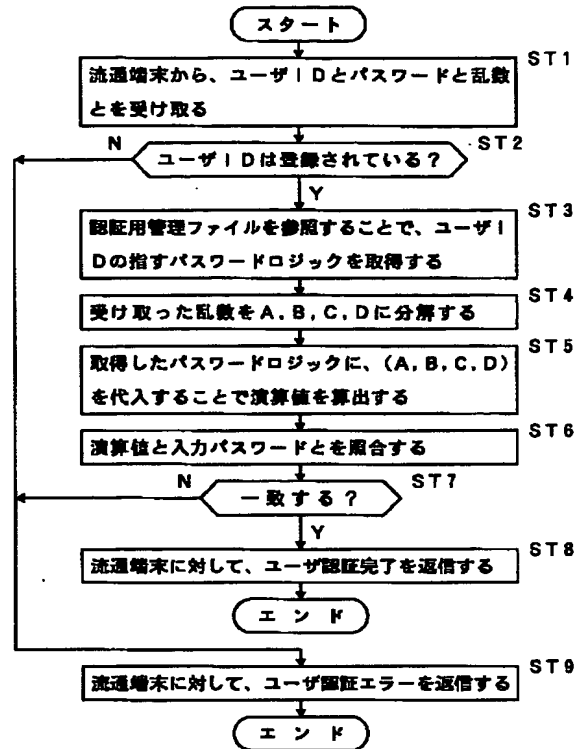 スタート
ST1
流通端末から、ユーザIDとパスワードと乱数
とを受け取る
N
ST2
ユーザIDは登録されている?
Y
ST3
認証用管理ファイルを参照することで、ユーザI
Dの指すパスワードロジックを取得する
ST4
受け取った乱数をA,B,C,Dに分解する
ST5
取得したパスワードロジックに、(A,B,C,D)
を代入することで演算値を算出する
ST6
演算値と入力パスワードとを照合する
N
ST7
一致する?
Y
ST8
流通端末に対して、ユーザ認証完了を返信する
エンド
ST9
流通端末に対して、ユーザ認証エラーを返信する
エンド